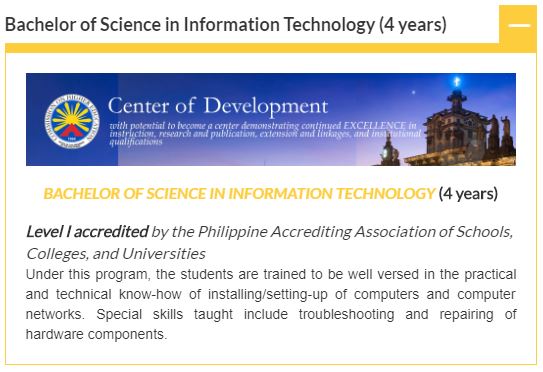 Bachelor of Science in Information Technology (4 years)
Center of Development
with potential to become a center demonstrating continued EXCELLENCE in
instruction, research and publication, extension and linkages, and institutional
qualifications
BACHELOR OF SCIENCE IN INFORMATION TECHNOLOGY (4 years)
Level I accredited by the Philippine Accrediting Association of Schools,
Colleges, and Universities
Under this program, the students are trained to be well versed in the practical
and technical know-how of installing/setting-up of computers and computer
networks. Special skills taught include troubleshooting and repairing of
hardware components.